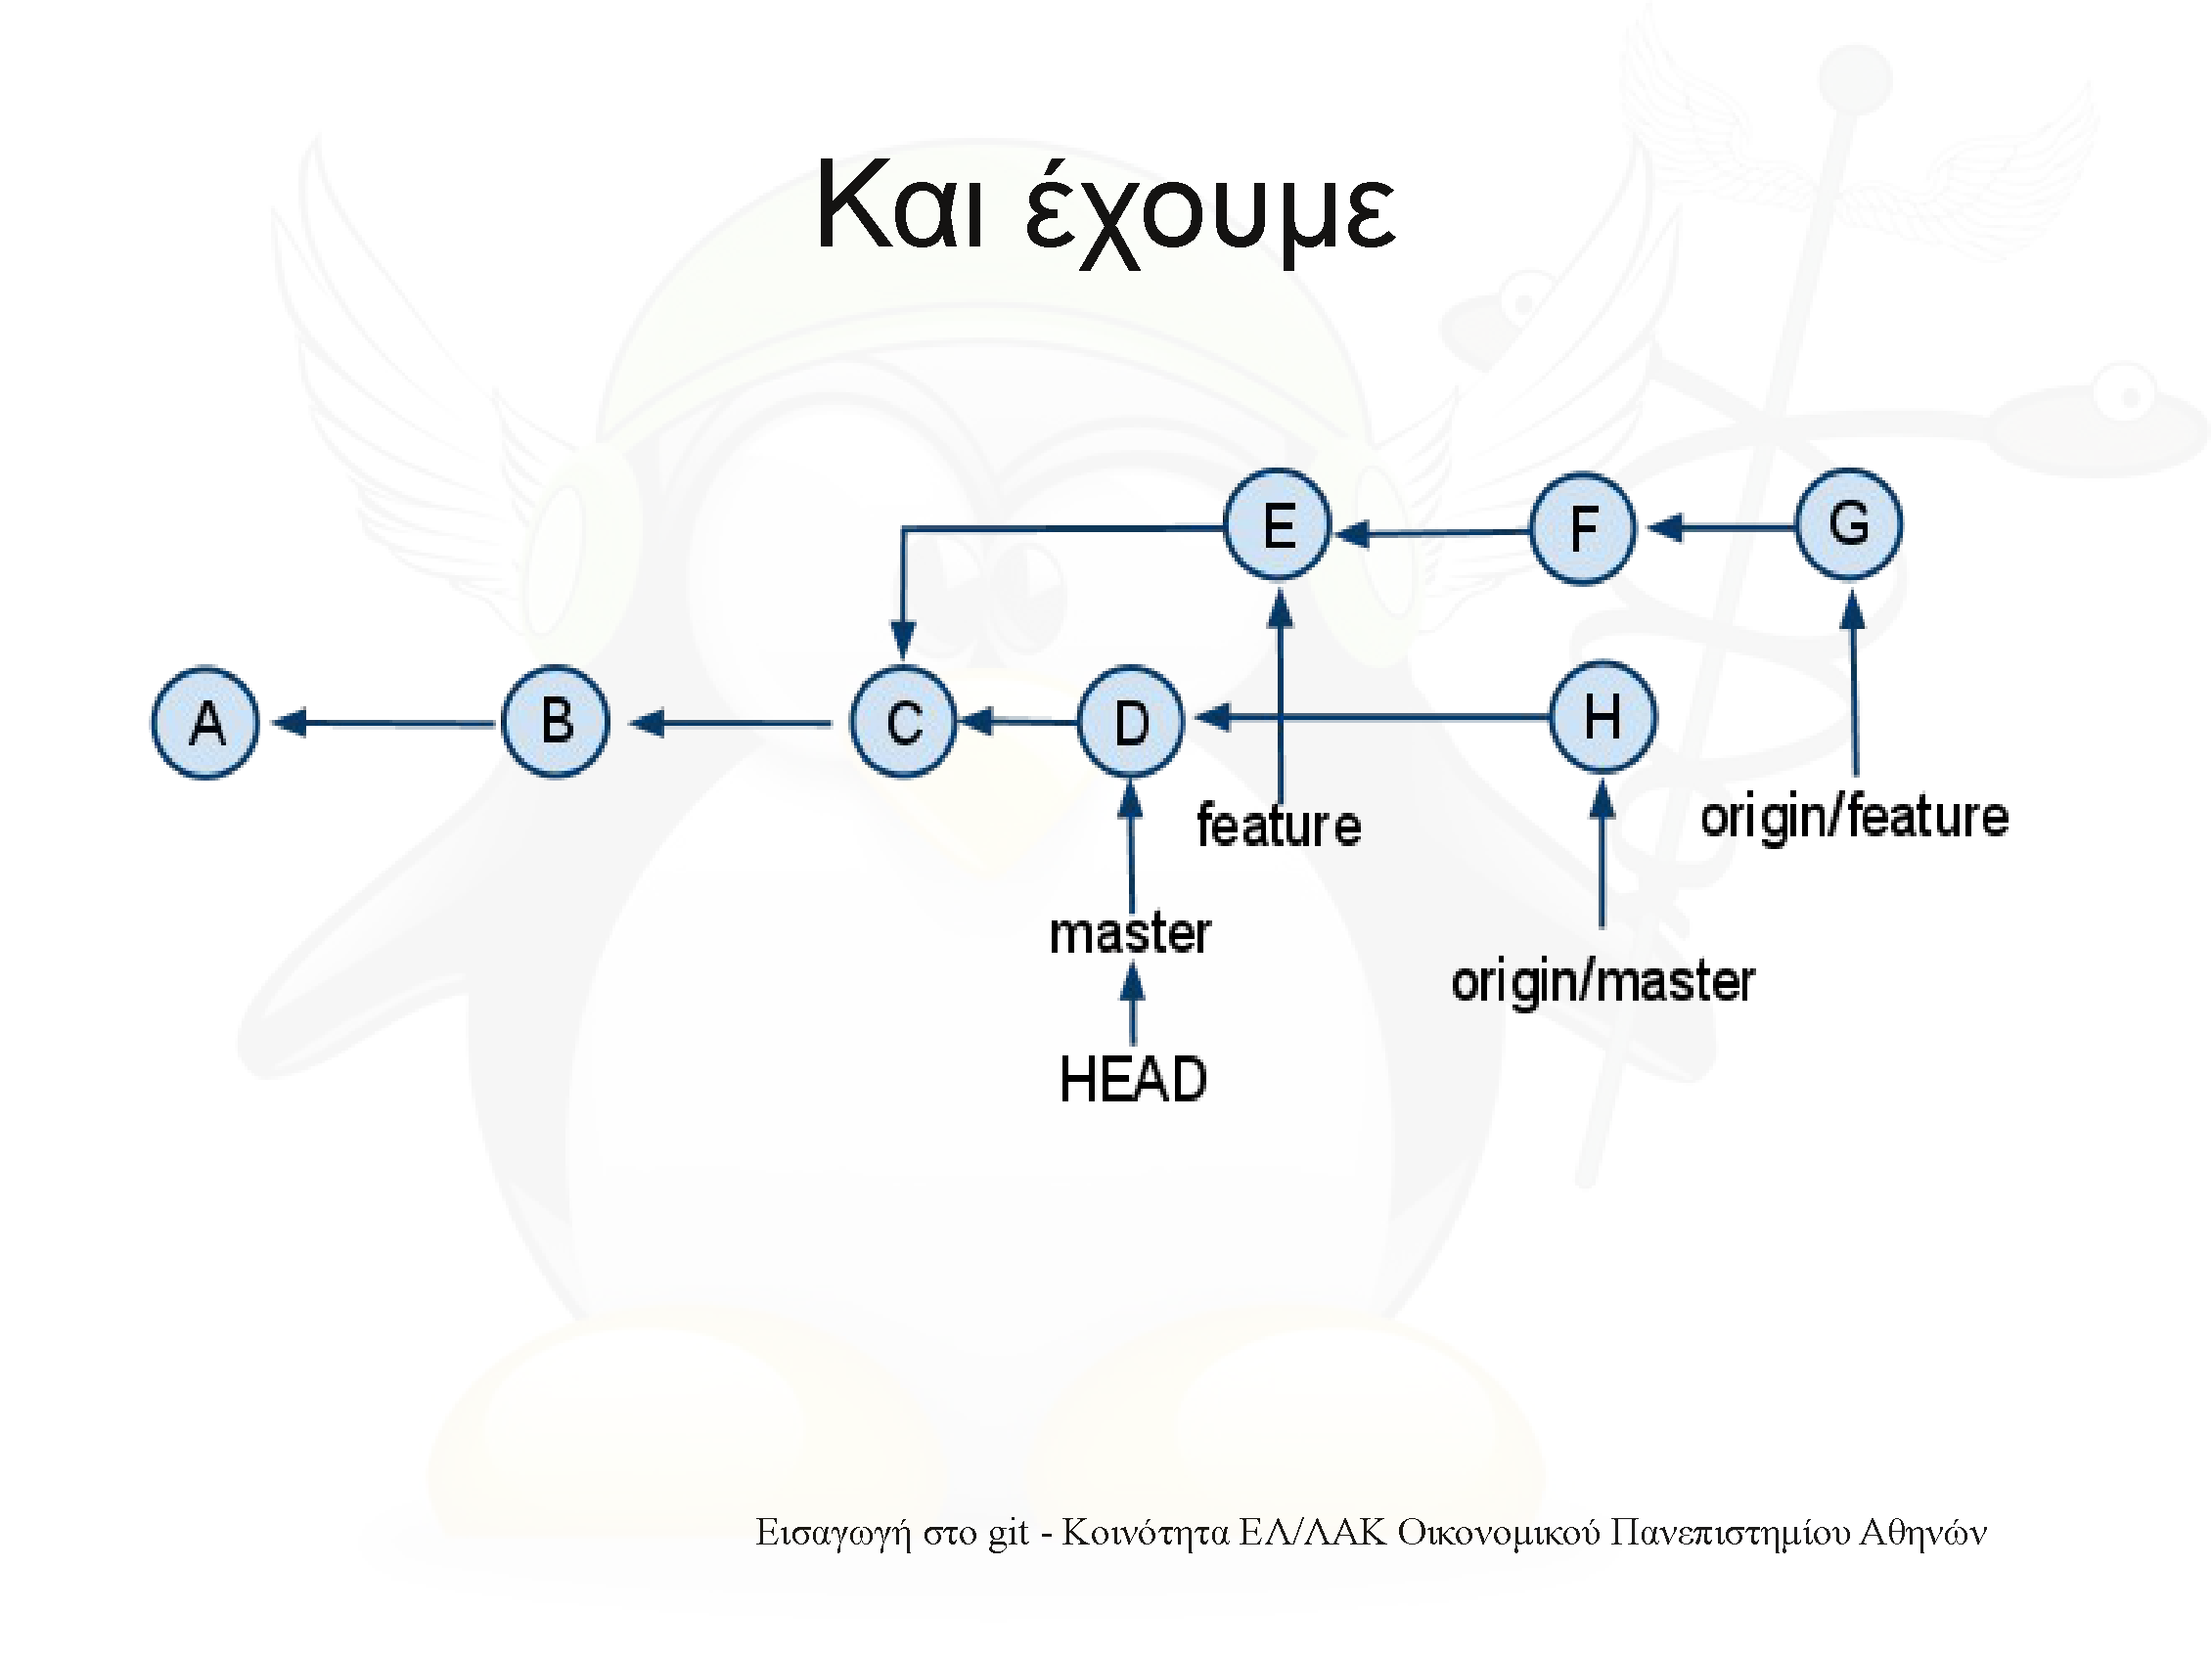 Και έχουμε
E F G
A B C D H
feature origin/feature
master
origin/master
HEAD
Εισαγωγή στο git - Κοινότητα ΕΛ/ΛΑΚ Οικονομικού Πανεπιστημίου Αθηνών